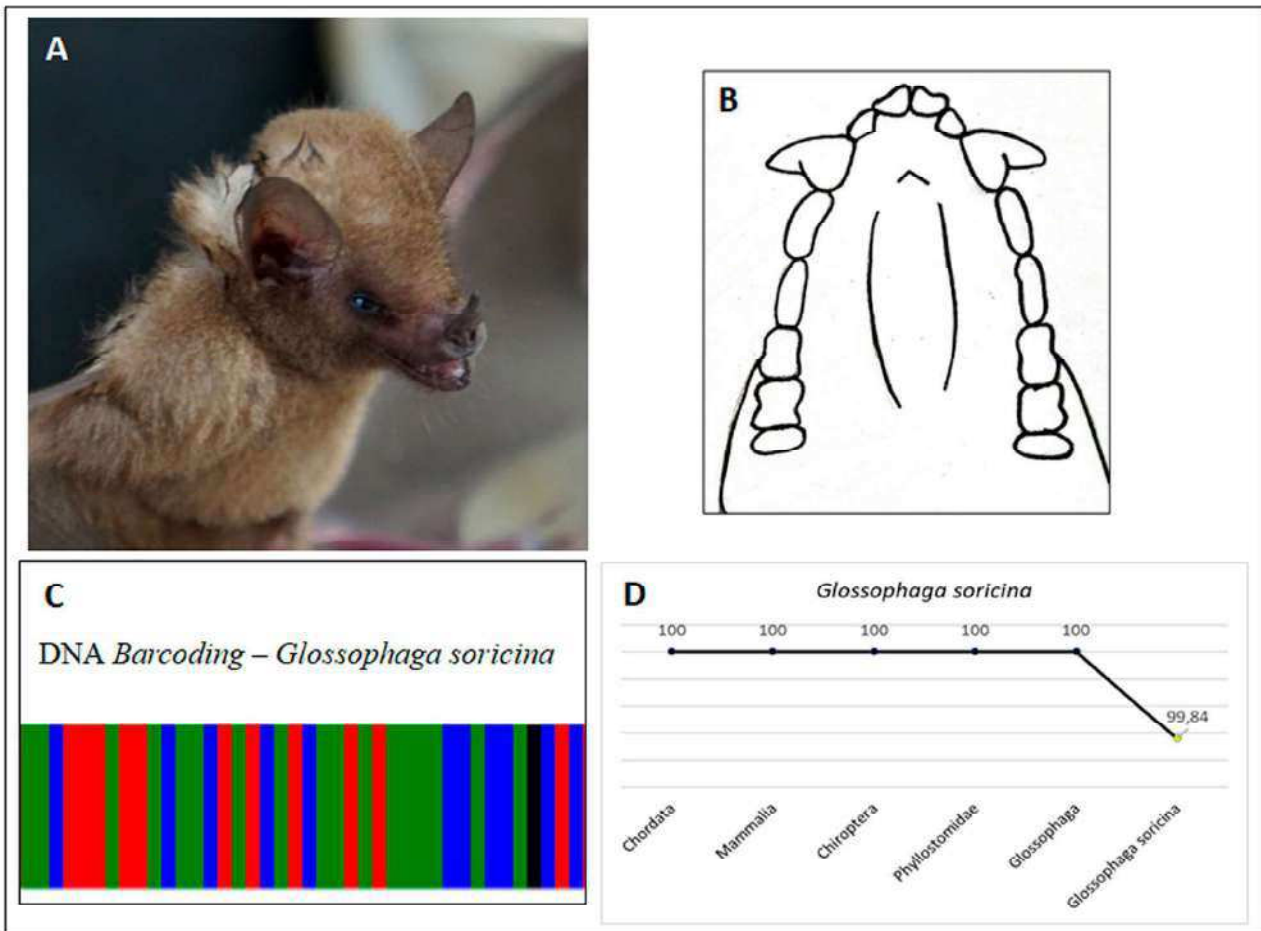 A
B
C
DNA Barcoding – Glossophaga soricina
D
Glossophaga soricina
100 100 100 100 100
99,84
Chordata
Mammalia
Chiroptera
Phyllostomidae
Glossophaga
Glossophaga soricina